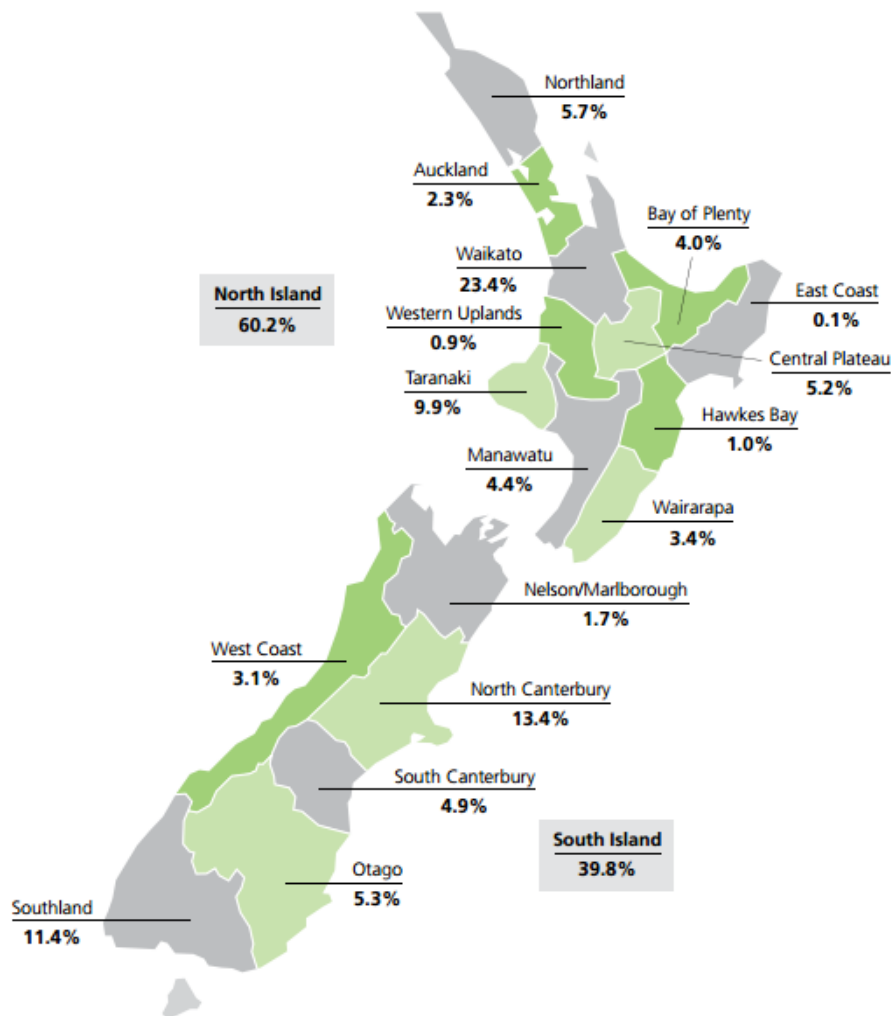 Northland
5.7%
Auckland
2.3%
Bay of Plenty
4.0%
Waikato
23.4%
North Island
60.2%
East Coast
0.1%
Western Uplands
0.9%
Central Plateau
5.2%
Taranaki
9.9%
Hawkes Bay
1.0%
Manawatu
4.4%
Wairarapa
3.4%
Nelson/Marlborough
1.7%
West Coast
3.1%
North Canterbury
13.4%
South Canterbury
4.9%
South Island
39.8%
Otago
5.3%
Southland
11.4%